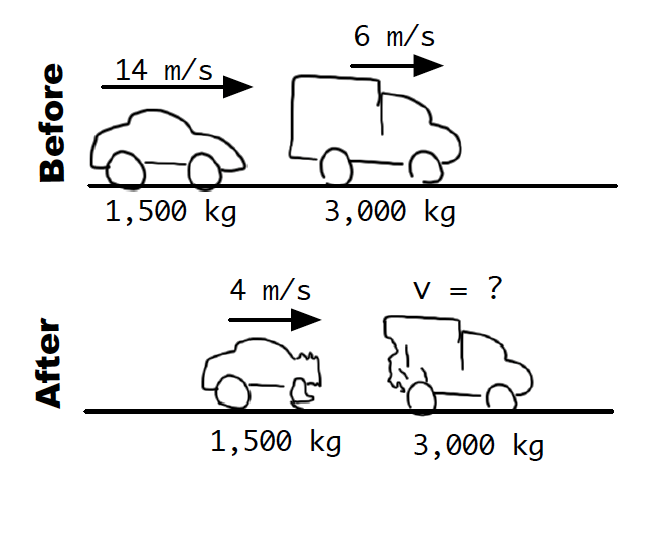 Before
14 m/s
6 m/s
1,500 kg
3,000 kg
After
4 m/s
v = ?
1,500 kg
3,000 kg